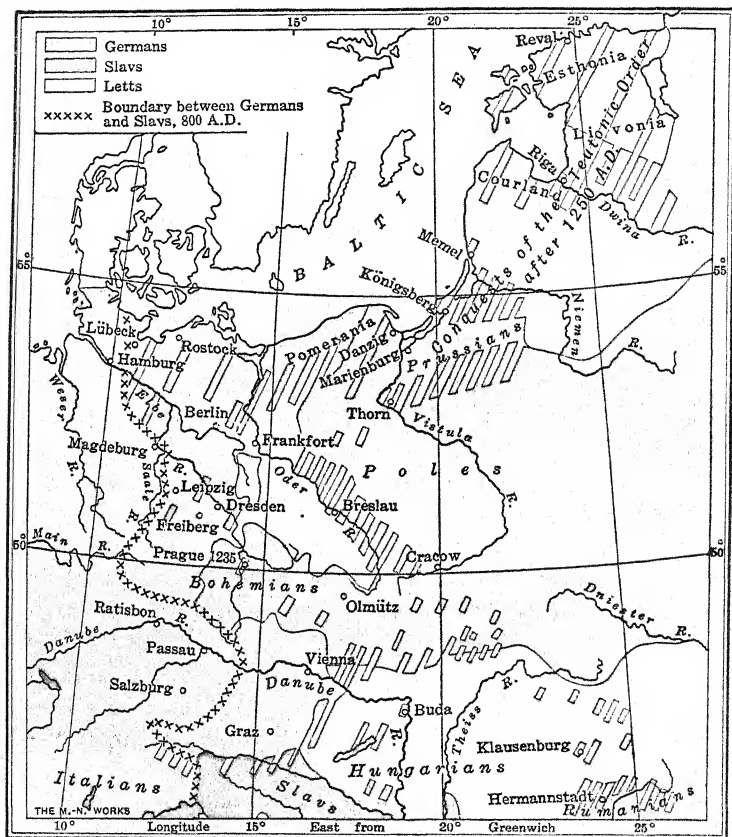 Germans
Slavs
Letts
Boundary between Germans
and Slavs, 800 A.D.
BALTIC SEA
Reval
Esthonia
Livonia
Riga
Courland
Dwina R.
Conquests of the Teutonic Order
after 1250 A.D.
Memel
55°
55°
Königsberg
Niemen R.
Lübeck
Rostock
Pomerania
Danzig
Marienburg
Prussians
Hamburg
Weser R.
Elbe R.
Berlin
Thorn
Vistula R.
Frankfort
Magdeburg
Saale R.
Poles
Leipzig
Oder R.
Breslau
Dresden
Freiberg
Main R.
50°
50°
Prague 1235
Cracow
Bohemians
Olmütz
Dniester R.
Ratisbon
Danube R.
Passau
Vienna
Danube R.
Salzburg
Buda
Theiss R.
Graz
Klausenburg
Hungarians
Italians
Slavs
Hermannstadt
Rumanians
THE M.-N. WORKS
10° Longitude 15° East from 20° Greenwich 25°
10°
15°
20°
25°